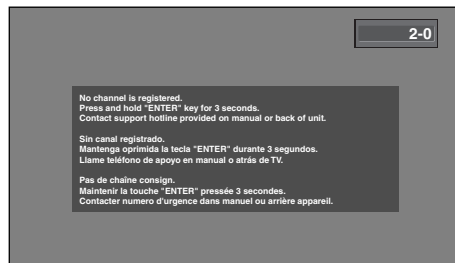 2-0
No channel is registered.
Press and hold "ENTER" key for 3 seconds.
Contact support hotline provided on manual or back of unit.
Sin canal registrado.
Mantenga oprimida la tecla "ENTER" durante 3 segundos.
Llame teléfono de apoyo en manual o atrás de TV.
Pas de chaîne consign.
Maintenir la touche "ENTER" pressée 3 secondes.
Contacter numero d'urgence dans manuel ou arrière appareil.